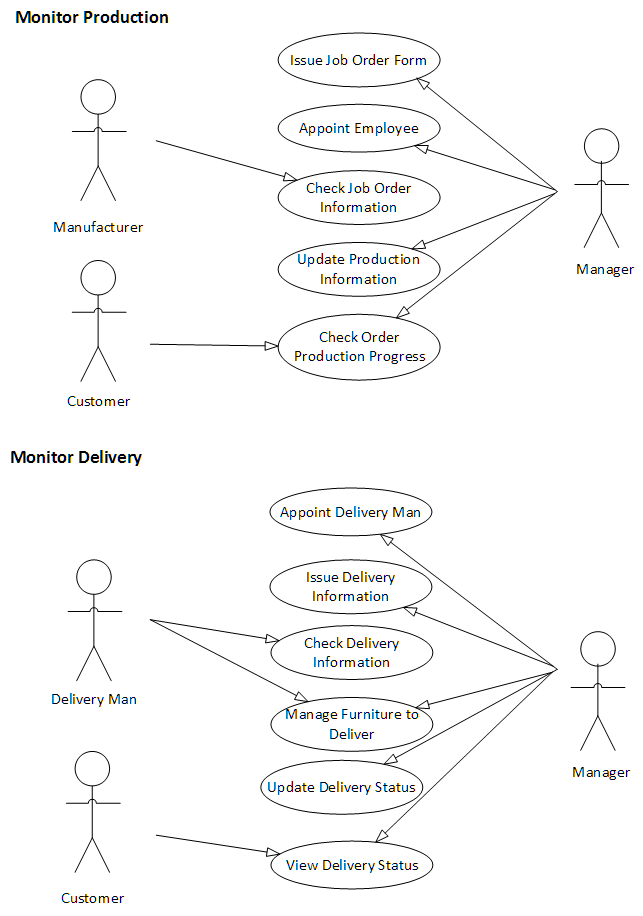 Monitor Production
Issue Job Order Form
Appoint Employee
Check Job Order
Information
Manufacturer
Update Production
Information
Manager
Check Order
Production Progress
Customer
Monitor Delivery
Appoint Delivery Man
Issue Delivery
Information
Check Delivery
Information
Delivery Man
Manage Furniture to
Deliver
Manager
Update Delivery Status
View Delivery Status
Customer